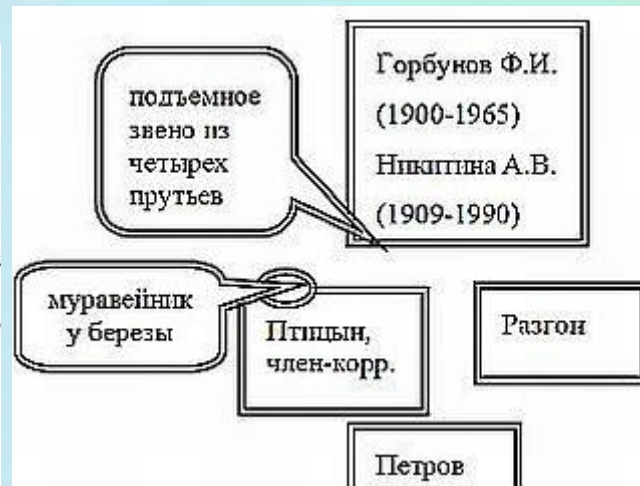 подъемное
звено из
четырех
прутьев
Горбунов Ф.И.
(1900-1965)
Никитина А.В.
(1909-1990)
муравейник
у березы
Птицын,
член-корр.
Разгон
Петров